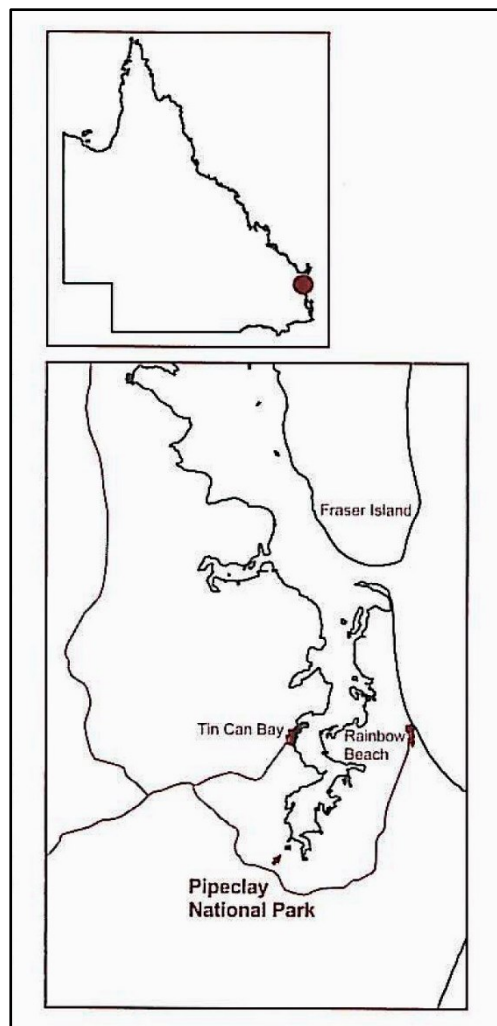 Fraser Island
Tin Can Bay
Rainbow
Beach
Pipeclay
National Park